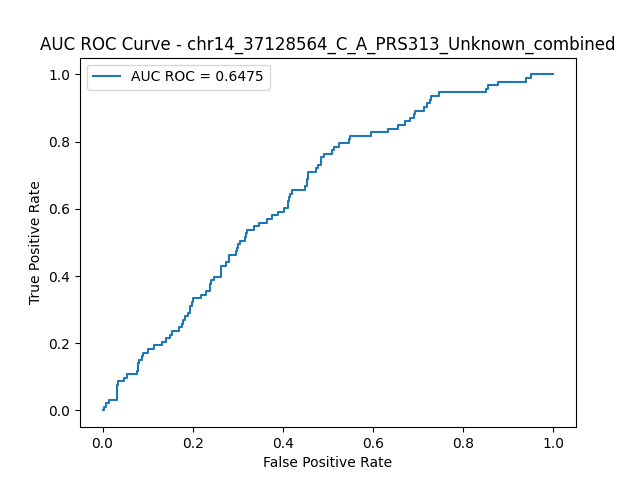 AUC ROC Curve - chr14_37128564_C_A_PRS313_Unknown_combined
AUC ROC = 0.6475
1.0
0.8
0.6
0.4
0.2
0.0
True Positive Rate
0.0 0.2 0.4 0.6 0.8 1.0
False Positive Rate